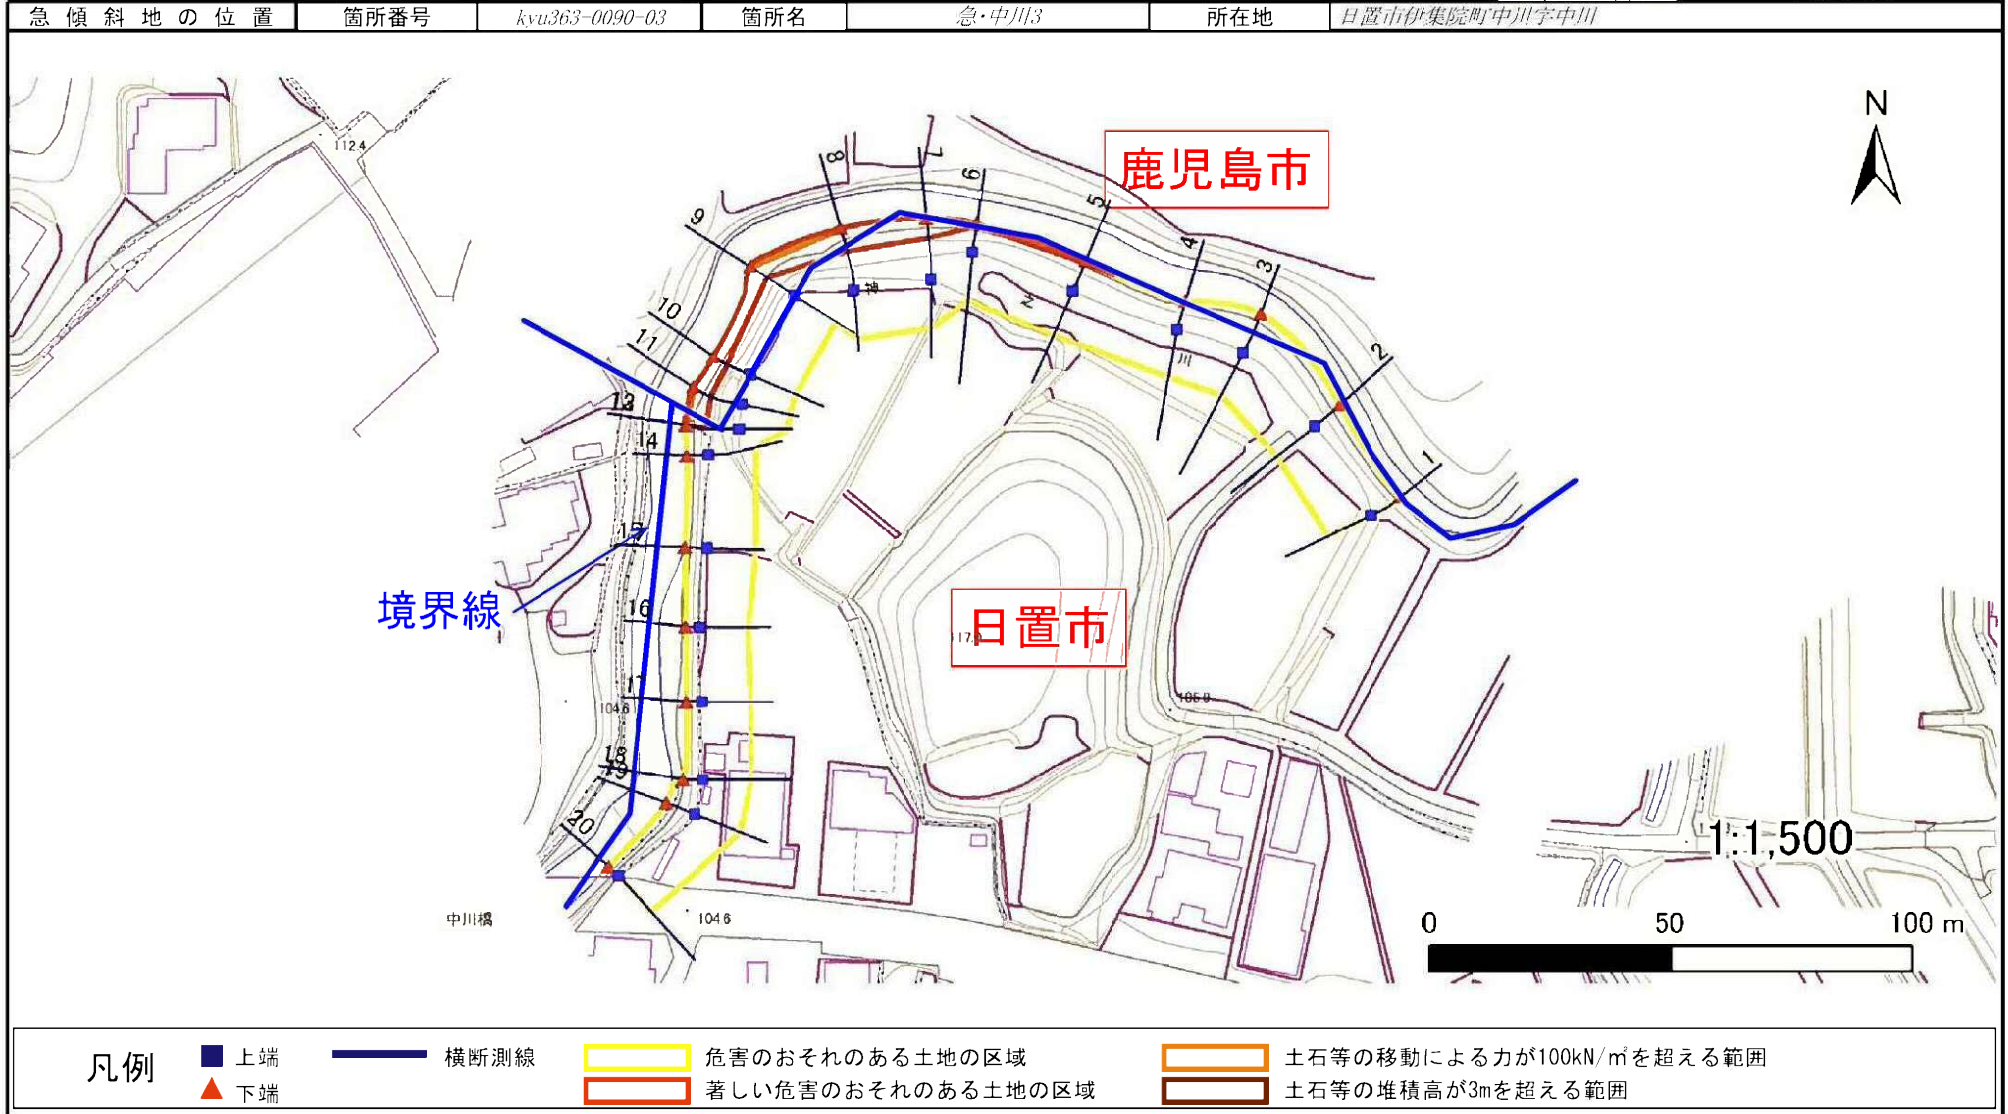 急傾斜地の位置 箇所番号 kyu363-0090-03 箇所名 急・中川3 所在地 日置市伊集院町中川字中川
N
鹿児島市
112.4
8 7 6 5 4 3 2 1
9
10
11
13
14
15
16
17
104.6
18
19
20
境界線
日置市
117.0
106.0
中川橋
104.6
1:1,500
0 50 100 m
凡例
上端 横断測線 危害のおそれのある土地の区域 土石等の移動による力が100kN/㎡を超える範囲
下端 著しい危害のおそれのある土地の区域 土石等の堆積高が3mを超える範囲